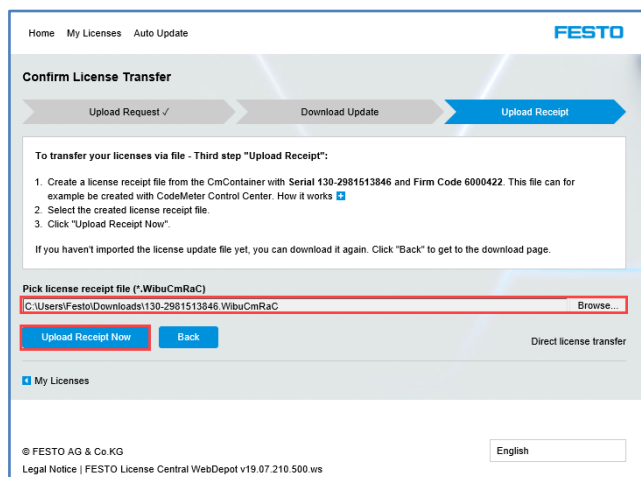 Home My Licenses Auto Update FESTO
Confirm License Transfer
Upload Request ✓ Download Update Upload Receipt
To transfer your licenses via file - Third step "Upload Receipt":
1. Create a license receipt file from the CmContainer with Serial 130-2981513846 and Firm Code 6000422. This file can for
example be created with CodeMeter Control Center. How it works +
2. Select the created license receipt file.
3. Click "Upload Receipt Now".
If you haven't imported the license update file yet, you can download it again. Click "Back" to get to the download page.
Pick license receipt file (*.WibuCmRaC)
C:\Users\Festo\Downloads\130-2981513846.WibuCmRaC Browse...
Upload Receipt Now Back
Direct license transfer
My Licenses
© FESTO AG & Co.KG English
Legal Notice | FESTO License Central WebDepot v19.07.210.500.ws